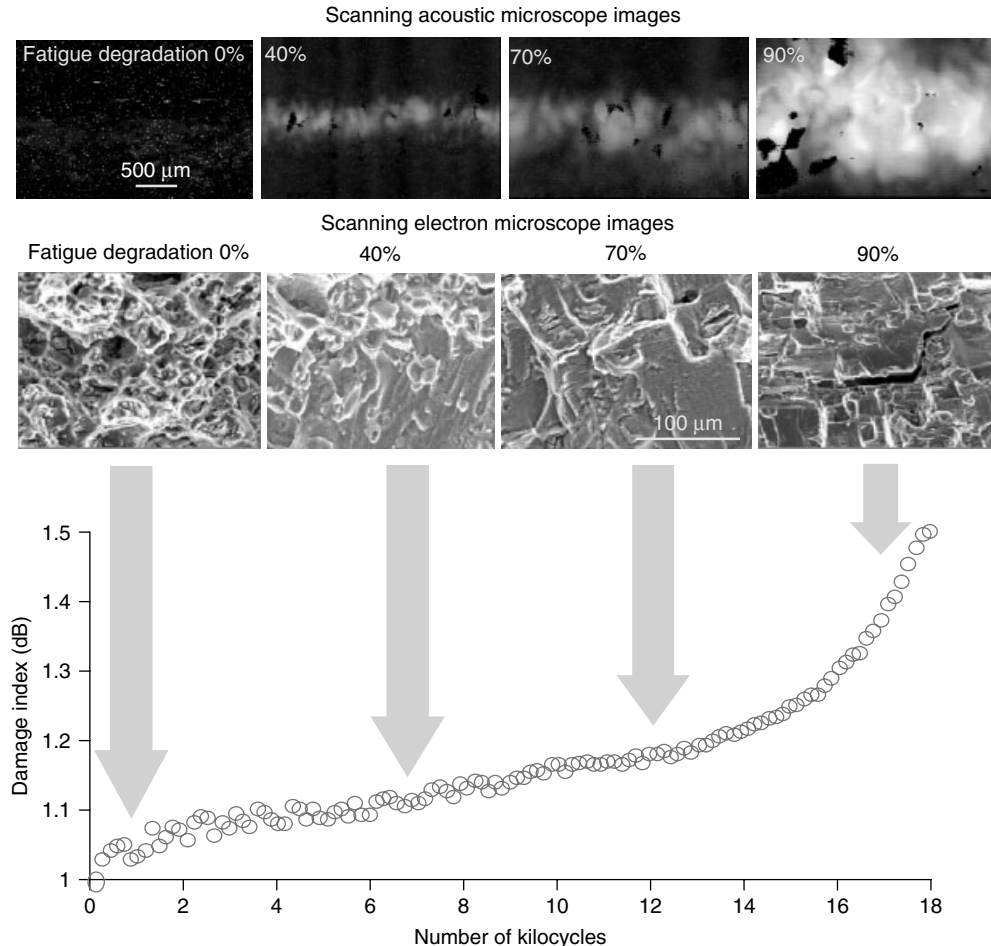 Scanning acoustic microscope images
Fatigue degradation 0%
40%
70%
90%
500 µm
Scanning electron microscope images
Fatigue degradation 0%
40%
70%
90%
100 µm
Damage index (dB)
1.5
1.4
1.3
1.2
1.1
1
0
2
4
6
8
10
12
14
16
18
Number of kilocycles